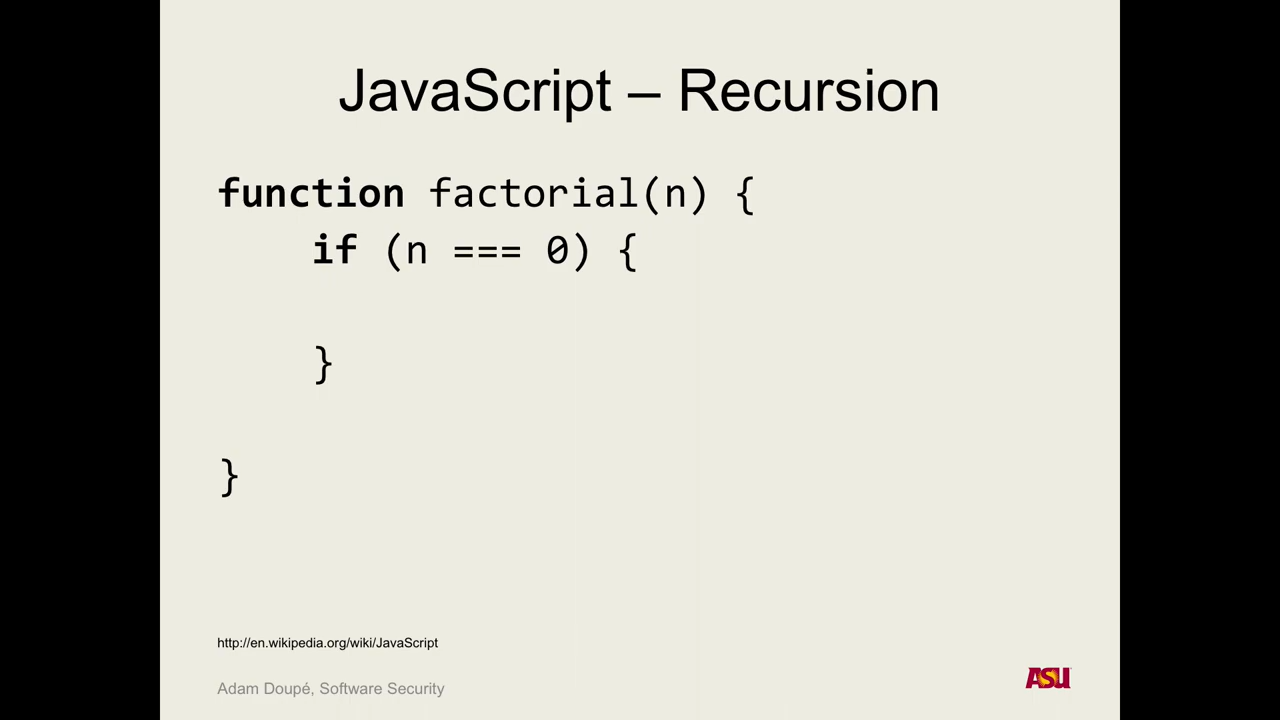 JavaScript – Recursion
function factorial(n) {
    if (n === 0) {
    }
}
http://en.wikipedia.org/wiki/JavaScript
Adam Doupé, Software Security
ASU